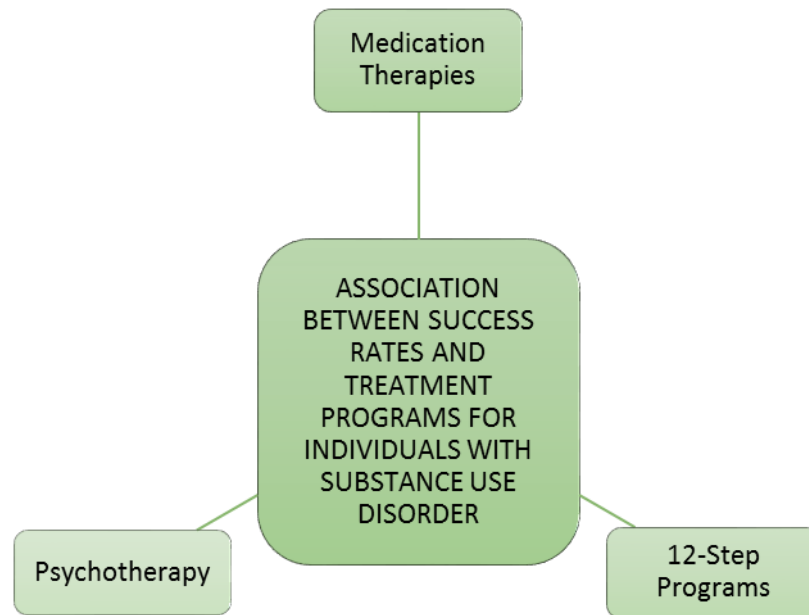 Medication
Therapies
ASSOCIATION
BETWEEN SUCCESS
RATES AND
TREATMENT
PROGRAMS FOR
INDIVIDUALS WITH
SUBSTANCE USE
DISORDER
Psychotherapy
12-Step
Programs